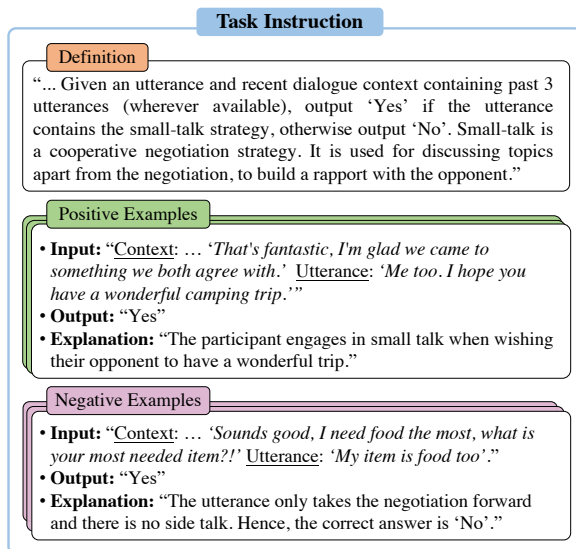 Task Instruction
Definition
“... Given an utterance and recent dialogue context containing past 3
utterances (wherever available), output ‘Yes’ if the utterance
contains the small-talk strategy, otherwise output ‘No’. Small-talk is
a cooperative negotiation strategy. It is used for discussing topics
apart from the negotiation, to build a rapport with the opponent.”
Positive Examples
• Input: “Context: … ‘That's fantastic, I'm glad we came to
something we both agree with.’ Utterance: ‘Me too. I hope you
have a wonderful camping trip.’”
• Output: “Yes”
• Explanation: “The participant engages in small talk when wishing
their opponent to have a wonderful trip.”
Negative Examples
• Input: “Context: … ‘Sounds good, I need food the most, what is
your most needed item?!’ Utterance: ‘My item is food too’.”
• Output: “Yes”
• Explanation: “The utterance only takes the negotiation forward
and there is no side talk. Hence, the correct answer is ‘No’.”